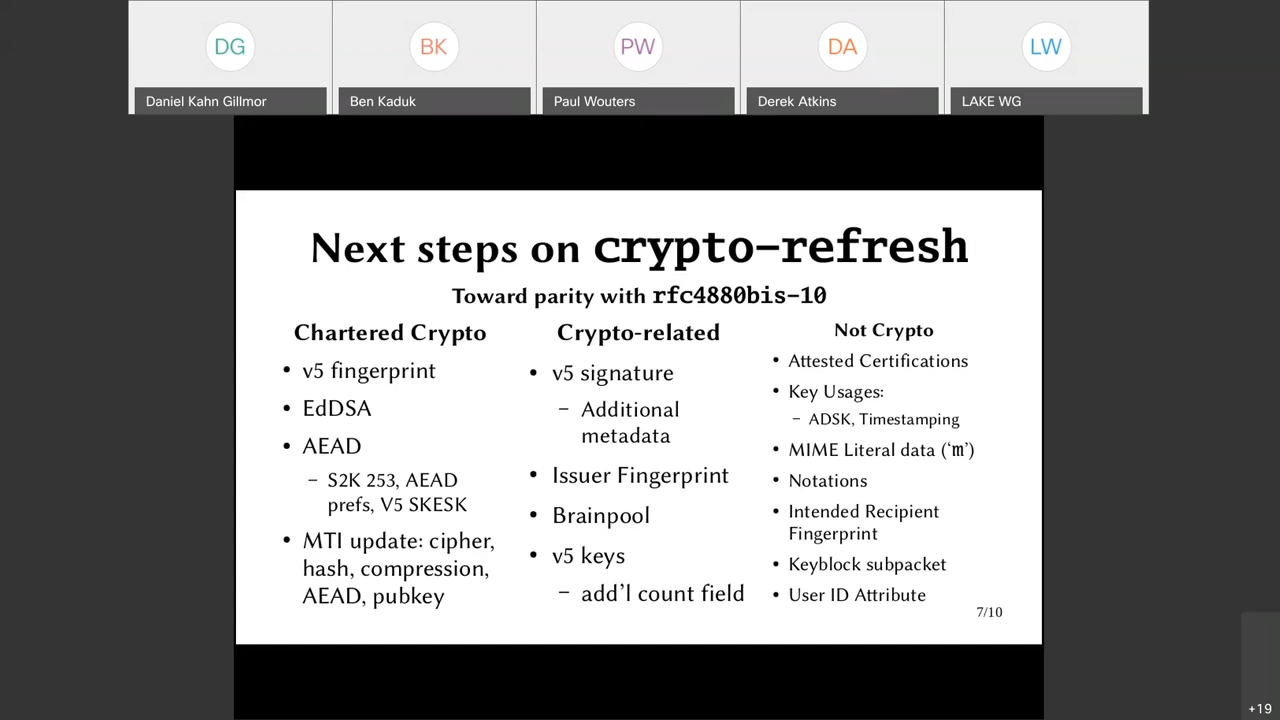 DG
BK
PW
DA
LW
Daniel Kahn Gillmor
Ben Kaduk
Paul Wouters
Derek Atkins
LAKE WG
Next steps on crypto-refresh
Toward parity with rfc4880bis-10
Chartered Crypto
• v5 fingerprint
• EdDSA
• AEAD
– S2K 253, AEAD
prefs, V5 SKESK
• MTI update: cipher,
hash, compression,
AEAD, pubkey
Crypto-related
• v5 signature
– Additional
metadata
• Issuer Fingerprint
• Brainpool
• v5 keys
– add’l count field
Not Crypto
• Attested Certifications
• Key Usages:
– ADSK, Timestamping
• MIME Literal data (‘m’)
• Notations
• Intended Recipient
Fingerprint
• Keyblock subpacket
• User ID Attribute
7/10
+19